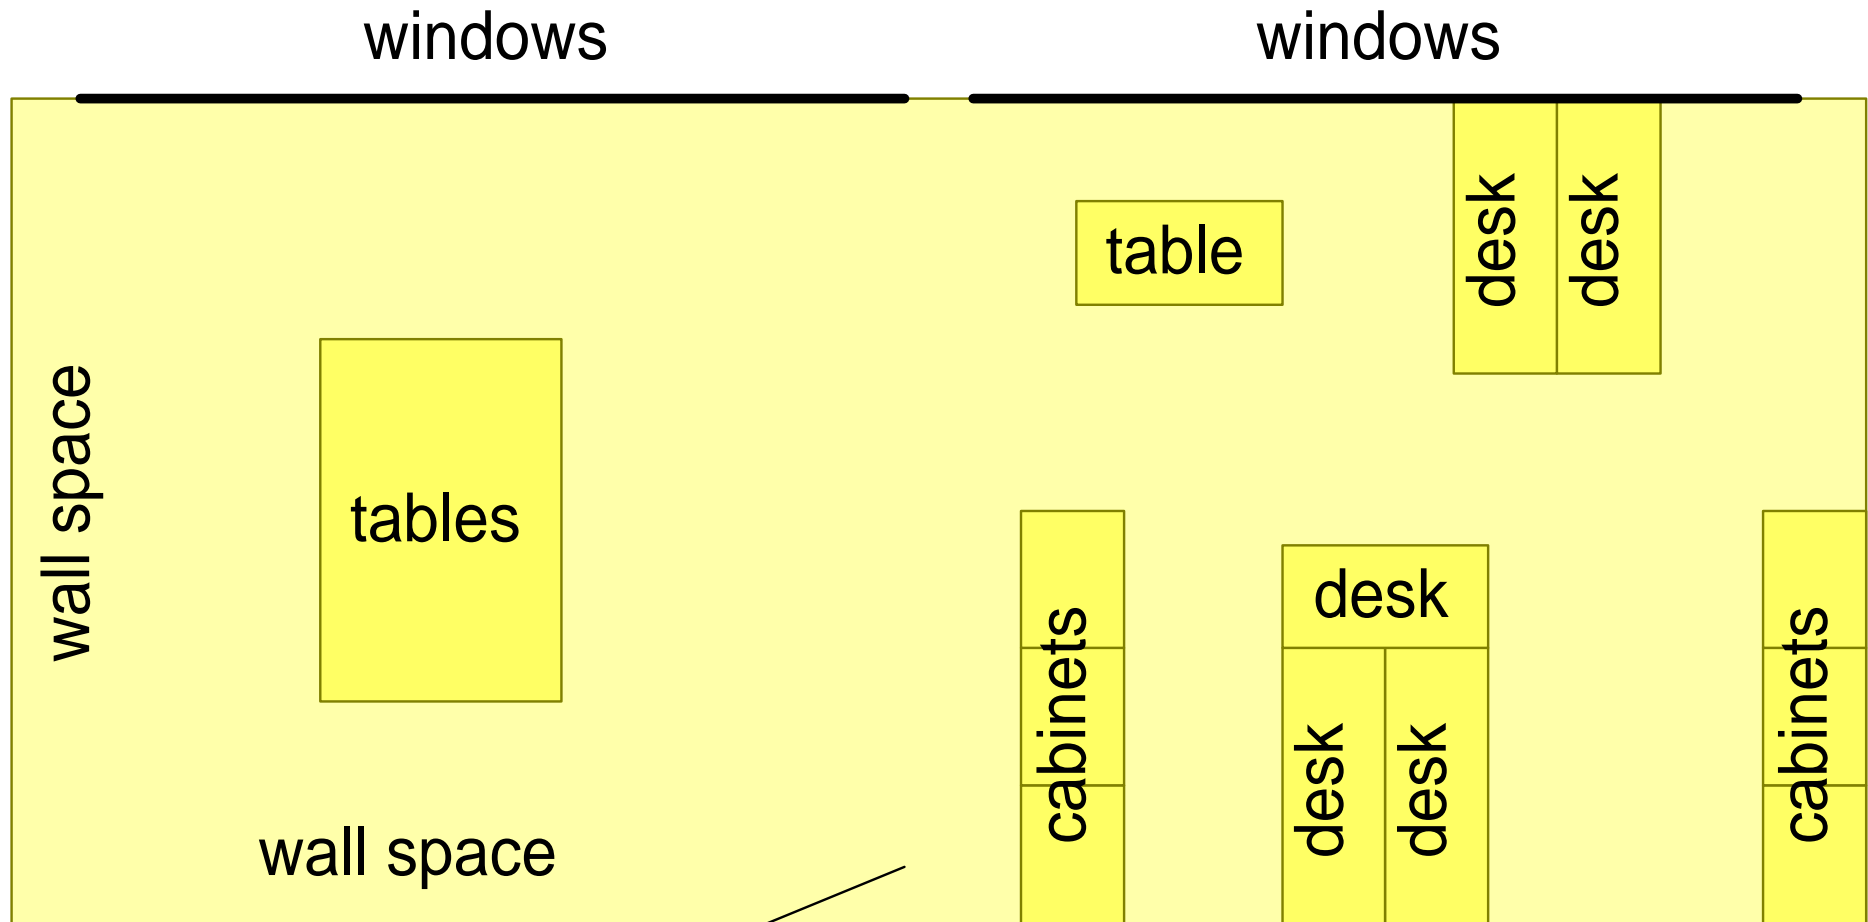 windows
windows
desk
desk
table
wall space
tables
desk
cabinets
cabinets
desk
desk
wall space